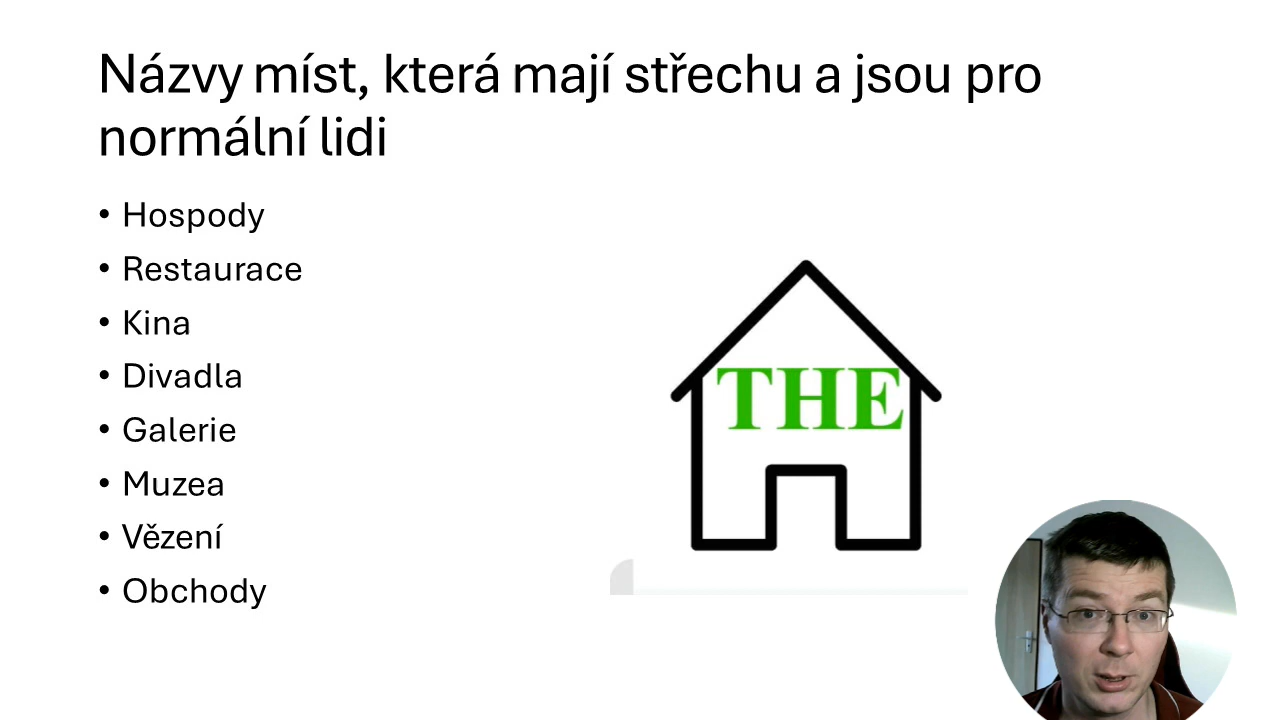 Názvy míst, která mají střechu a jsou pro
normální lidi
• Hospody
• Restaurace
• Kina
• Divadla
• Galerie
• Muzea
• Vězení
• Obchody
THE